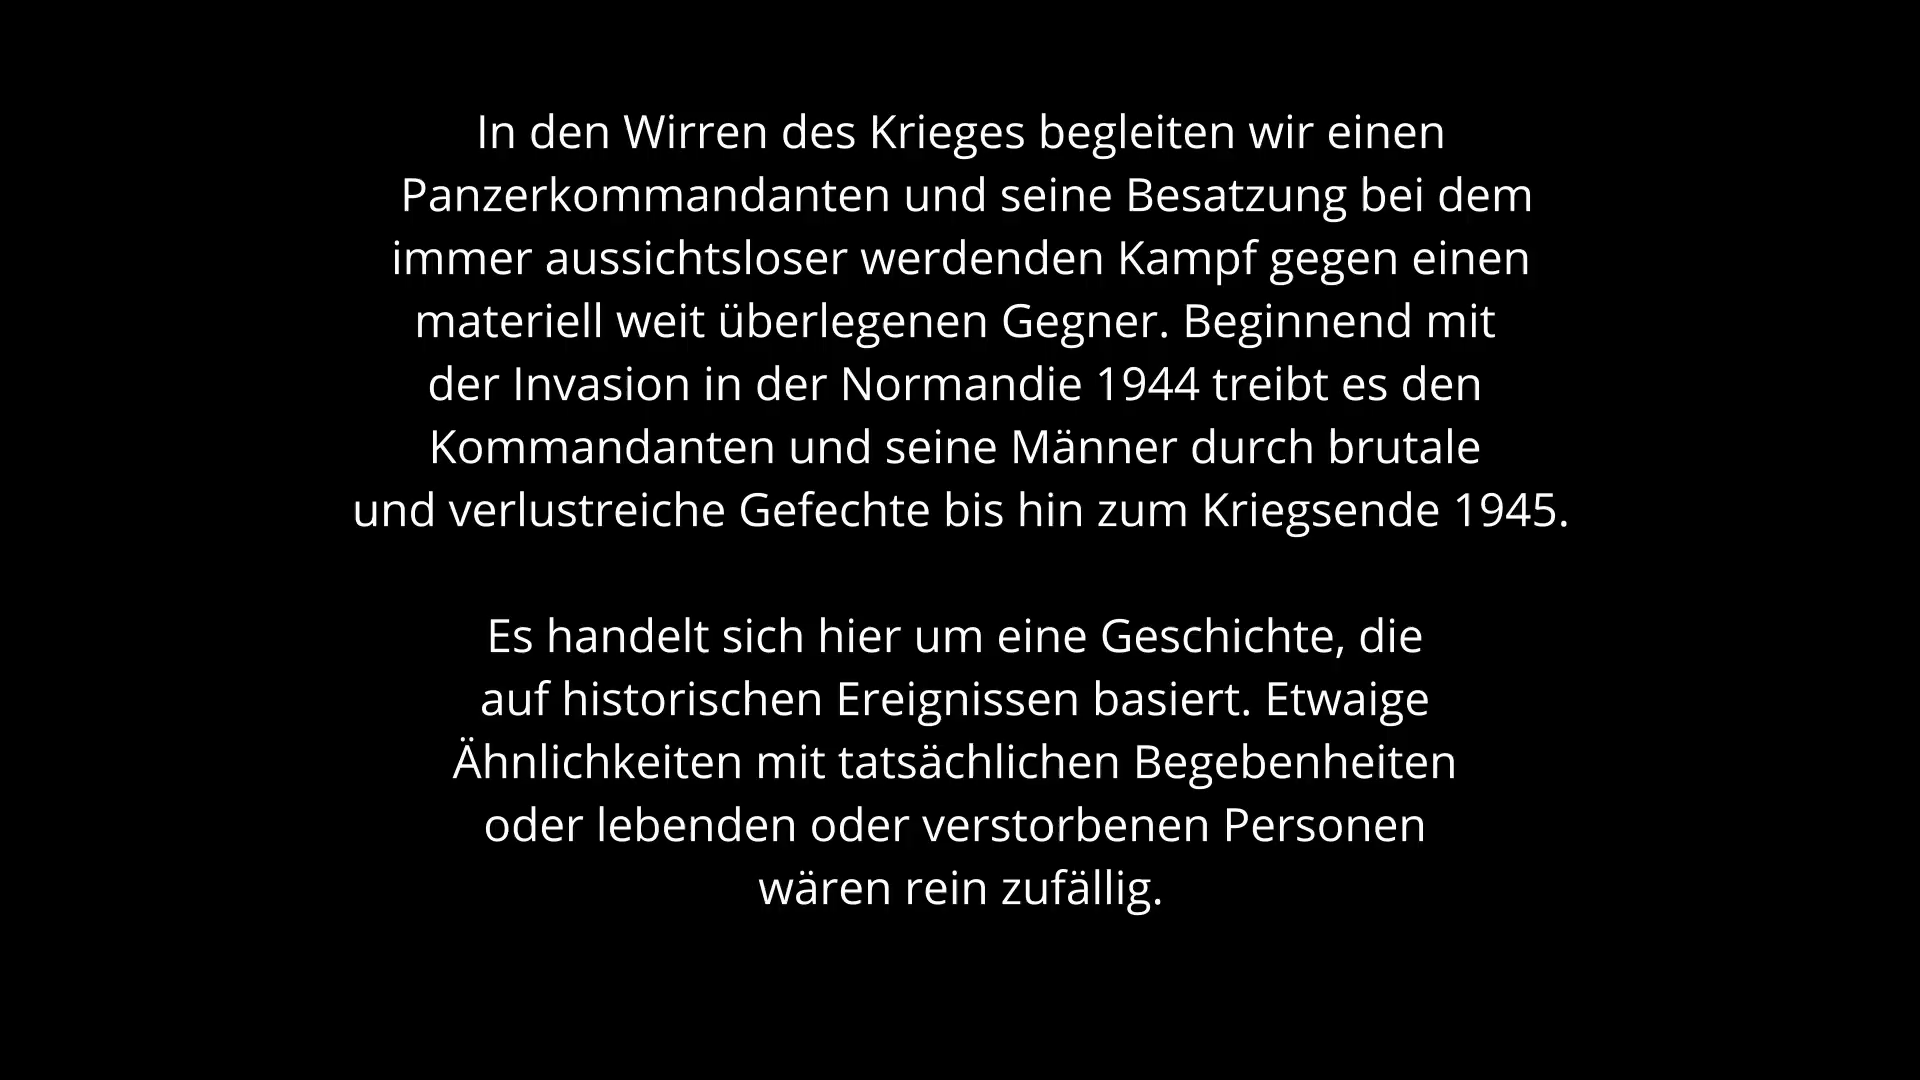 In den Wirren des Krieges begleiten wir einen
Panzerkommandanten und seine Besatzung bei dem
immer aussichtsloser werdenden Kampf gegen einen
materiell weit überlegenen Gegner. Beginnend mit
der Invasion in der Normandie 1944 treibt es den
Kommandanten und seine Männer durch brutale
und verlustreiche Gefechte bis hin zum Kriegsende 1945.
Es handelt sich hier um eine Geschichte, die
auf historischen Ereignissen basiert. Etwaige
Ähnlichkeiten mit tatsächlichen Begebenheiten
oder lebenden oder verstorbenen Personen
wären rein zufällig.